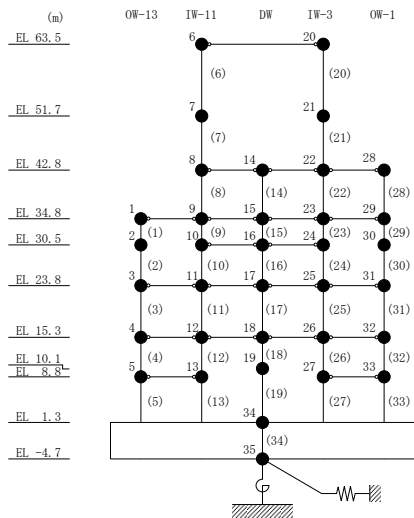 (m) OW-13 IW-11 DW IW-3 OW-1
EL 63.5 6 20
(6) (20)
EL 51.7 7 21
(7) (21)
EL 42.8 8 14 22 28
(8) (14) (22) (28)
EL 34.8 1 9 15 23 29
(1) (9) (15) (23) (29)
EL 30.5 2 10 16 24 30
(2) (10) (16) (24) (30)
EL 23.8 3 11 17 25 31
(3) (11) (17) (25) (31)
EL 15.3 4 12 18 26 32
(4) (12) (18) (26) (32)
EL 10.1 19
EL 8.8 5 13 27 33
(5) (13) (19) (27) (33)
EL 1.3 34
(34)
EL -4.7 35